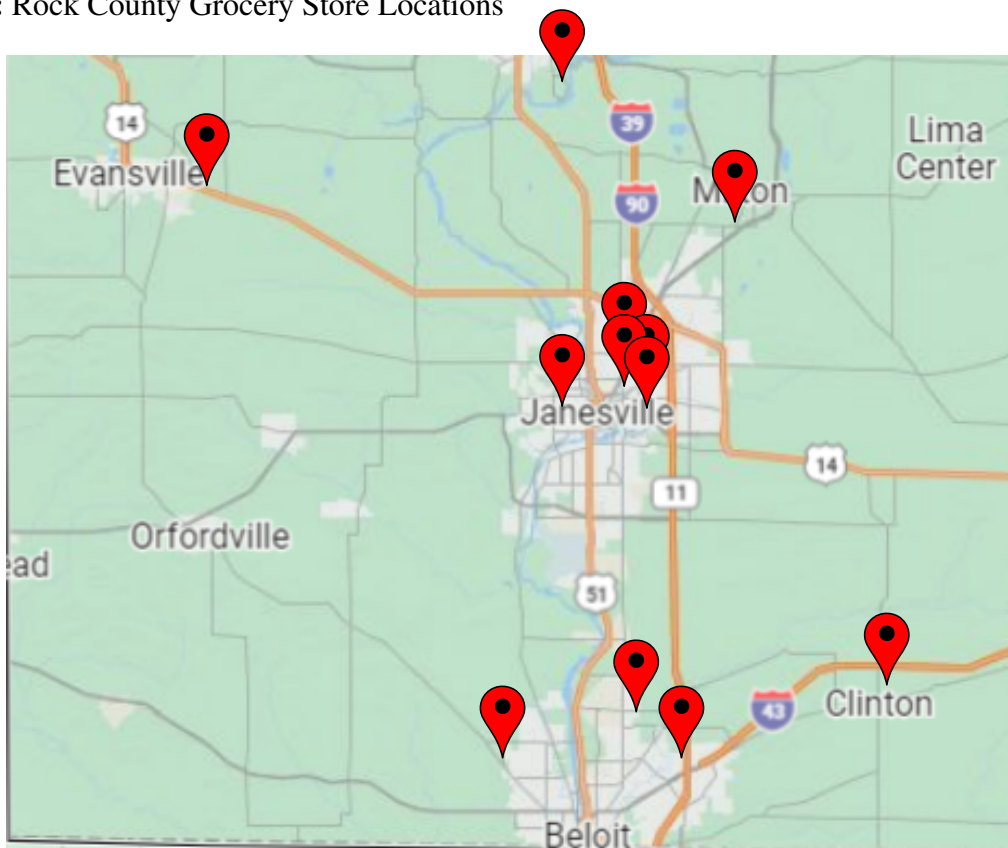 : Rock County Grocery Store Locations
14
39
Lima
Center
Evansville
90
Janesville
14
11
Orfordville
ead
51
43
Clinton
Beloit